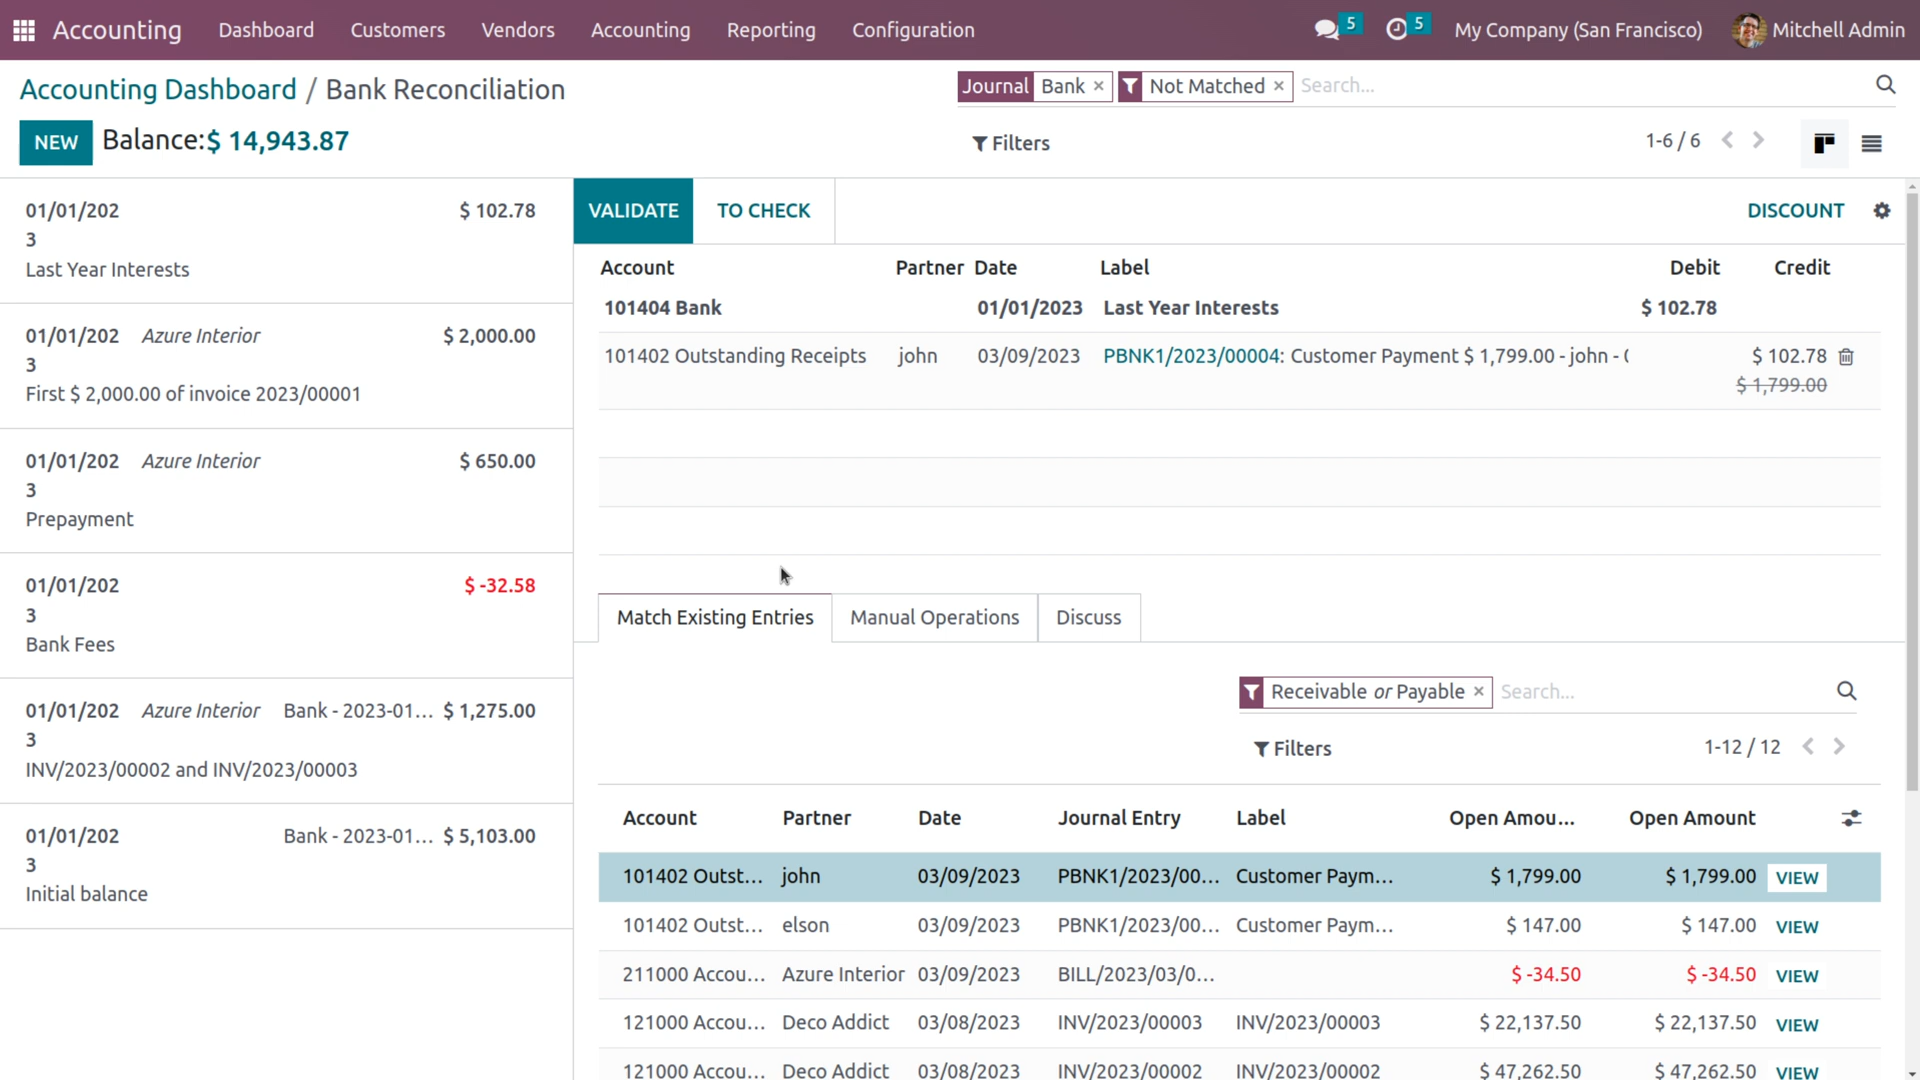 Accounting Dashboard Customers Vendors Accounting Reporting Configuration 5 5 My Company (San Francisco) Mitchell Admin
Accounting Dashboard / Bank Reconciliation
Journal Bank × Not Matched × Search...
NEW Balance:$ 14,943.87
Filters 1-6 / 6
01/01/202 $ 102.78
3
Last Year Interests
01/01/202 Azure Interior $ 2,000.00
3
First $ 2,000.00 of invoice 2023/00001
01/01/202 Azure Interior $ 650.00
3
Prepayment
01/01/202 $ -32.58
3
Bank Fees
01/01/202 Azure Interior Bank - 2023-01... $ 1,275.00
3
INV/2023/00002 and INV/2023/00003
01/01/202 Bank - 2023-01... $ 5,103.00
3
Initial balance
VALIDATE TO CHECK DISCOUNT
Account Partner Date Label Debit Credit
101404 Bank 01/01/2023 Last Year Interests $ 102.78
101402 Outstanding Receipts john 03/09/2023 PBNK1/2023/00004: Customer Payment $ 1,799.00 - john - $ 102.78
$ 1,799.00
Match Existing Entries Manual Operations Discuss
Receivable or Payable × Search...
Filters 1-12 / 12
Account Partner Date Journal Entry Label Open Amou... Open Amount
101402 Outst... john 03/09/2023 PBNK1/2023/00... Customer Paym... $ 1,799.00 $ 1,799.00 VIEW
101402 Outst... elson 03/09/2023 PBNK1/2023/00... Customer Paym... $ 147.00 $ 147.00 VIEW
211000 Accou... Azure Interior 03/09/2023 BILL/2023/03/0... $ -34.50 $ -34.50 VIEW
121000 Accou... Deco Addict 03/08/2023 INV/2023/00003 INV/2023/00003 $ 22,137.50 $ 22,137.50 VIEW
121000 Accou... Deco Addict 03/08/2023 INV/2023/00002 INV/2023/00002 $ 47,262.50 $ 47,262.50 VIEW